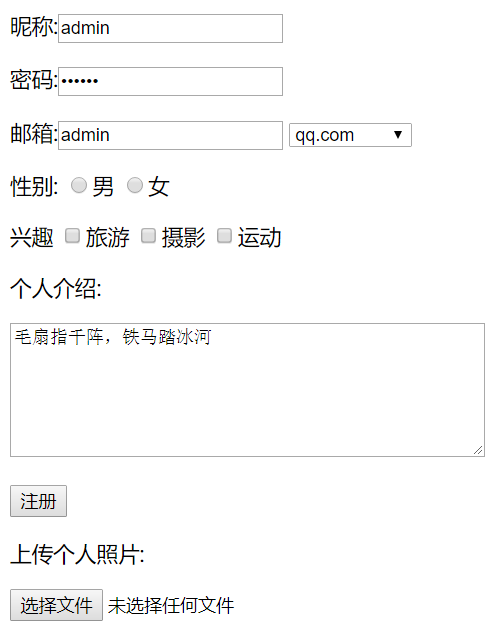 昵称:admin
密码:••••••
邮箱:admin qq.com
性别: 男 女
兴趣 旅游 摄影 运动
个人介绍:
毛扇指千阵，铁马踏冰河
注册
上传个人照片:
选择文件 未选择任何文件